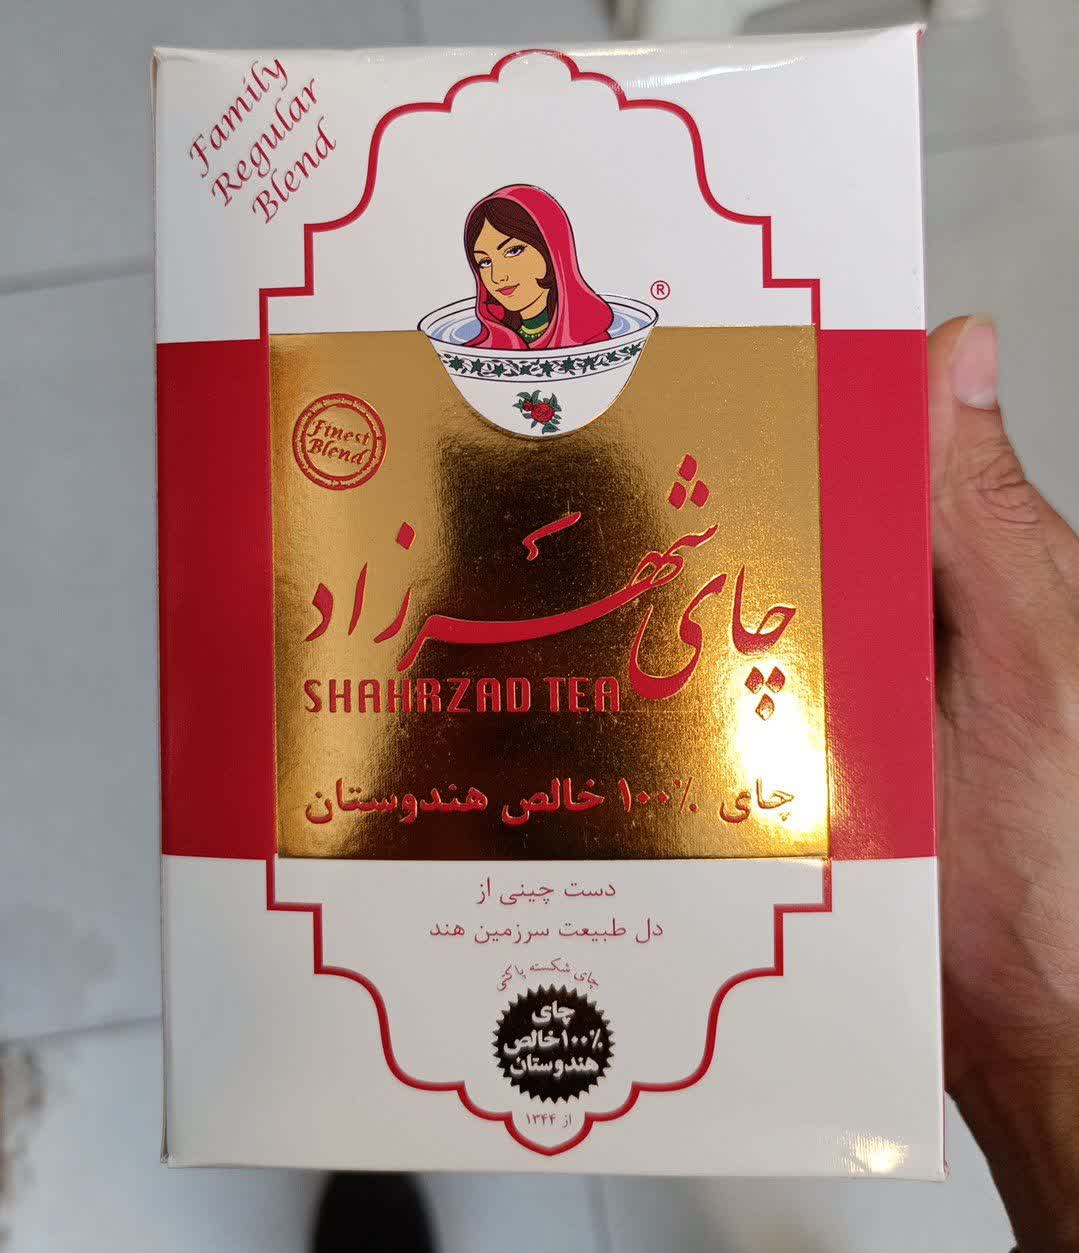 Family
Regular
Blend
®
Finest
Blend
چای شهرزاد
SHAHRZAD TEA
چای ٪۱۰۰ خالص هندوستان
دست چینی از
دل طبیعت سرزمین هند
چای شکسته پاکتی
چای
٪۱۰۰ خالص
هندوستان
از ۱۳۴۴